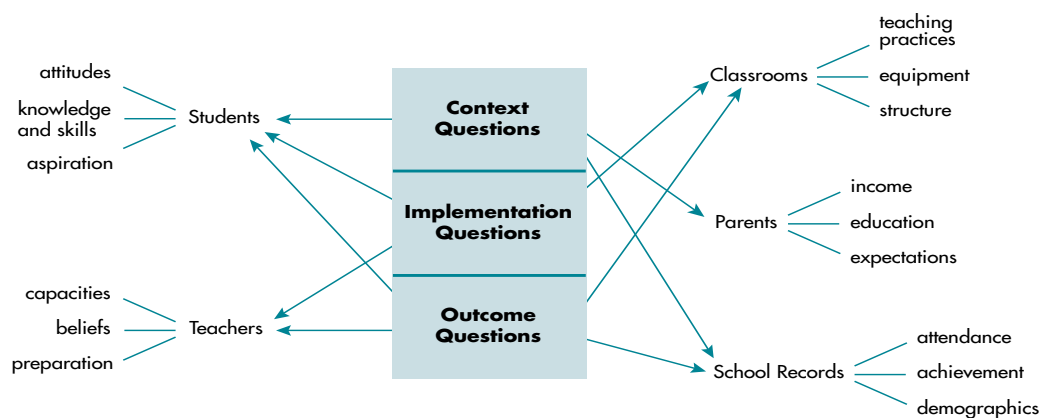 attitudes
knowledge
and skills
aspiration
Students
capacities
beliefs
preparation
Teachers
Context
Questions
Implementation
Questions
Outcome
Questions
Classrooms
teaching
practices
equipment
structure
Parents
income
education
expectations
School Records
attendance
achievement
demographics